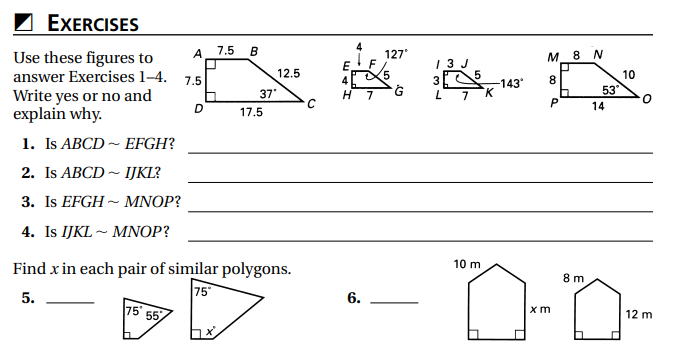 EXERCISES
Use these figures to
answer Exercises 1–4.
Write yes or no and
explain why.
A 7.5 B
7.5 12.5
37°
D 17.5 C
4 127°
E F
4 5
H 7 G
I 3 J
3 5 143°
L 7 K
M 8 N
8 10
53°
P 14 O
1. Is ABCD ~ EFGH?
2. Is ABCD ~ IJKL?
3. Is EFGH ~ MNOP?
4. Is IJKL ~ MNOP?
Find x in each pair of similar polygons.
5.
75° 55°
75°
x°
6.
10 m
x m
8 m
12 m